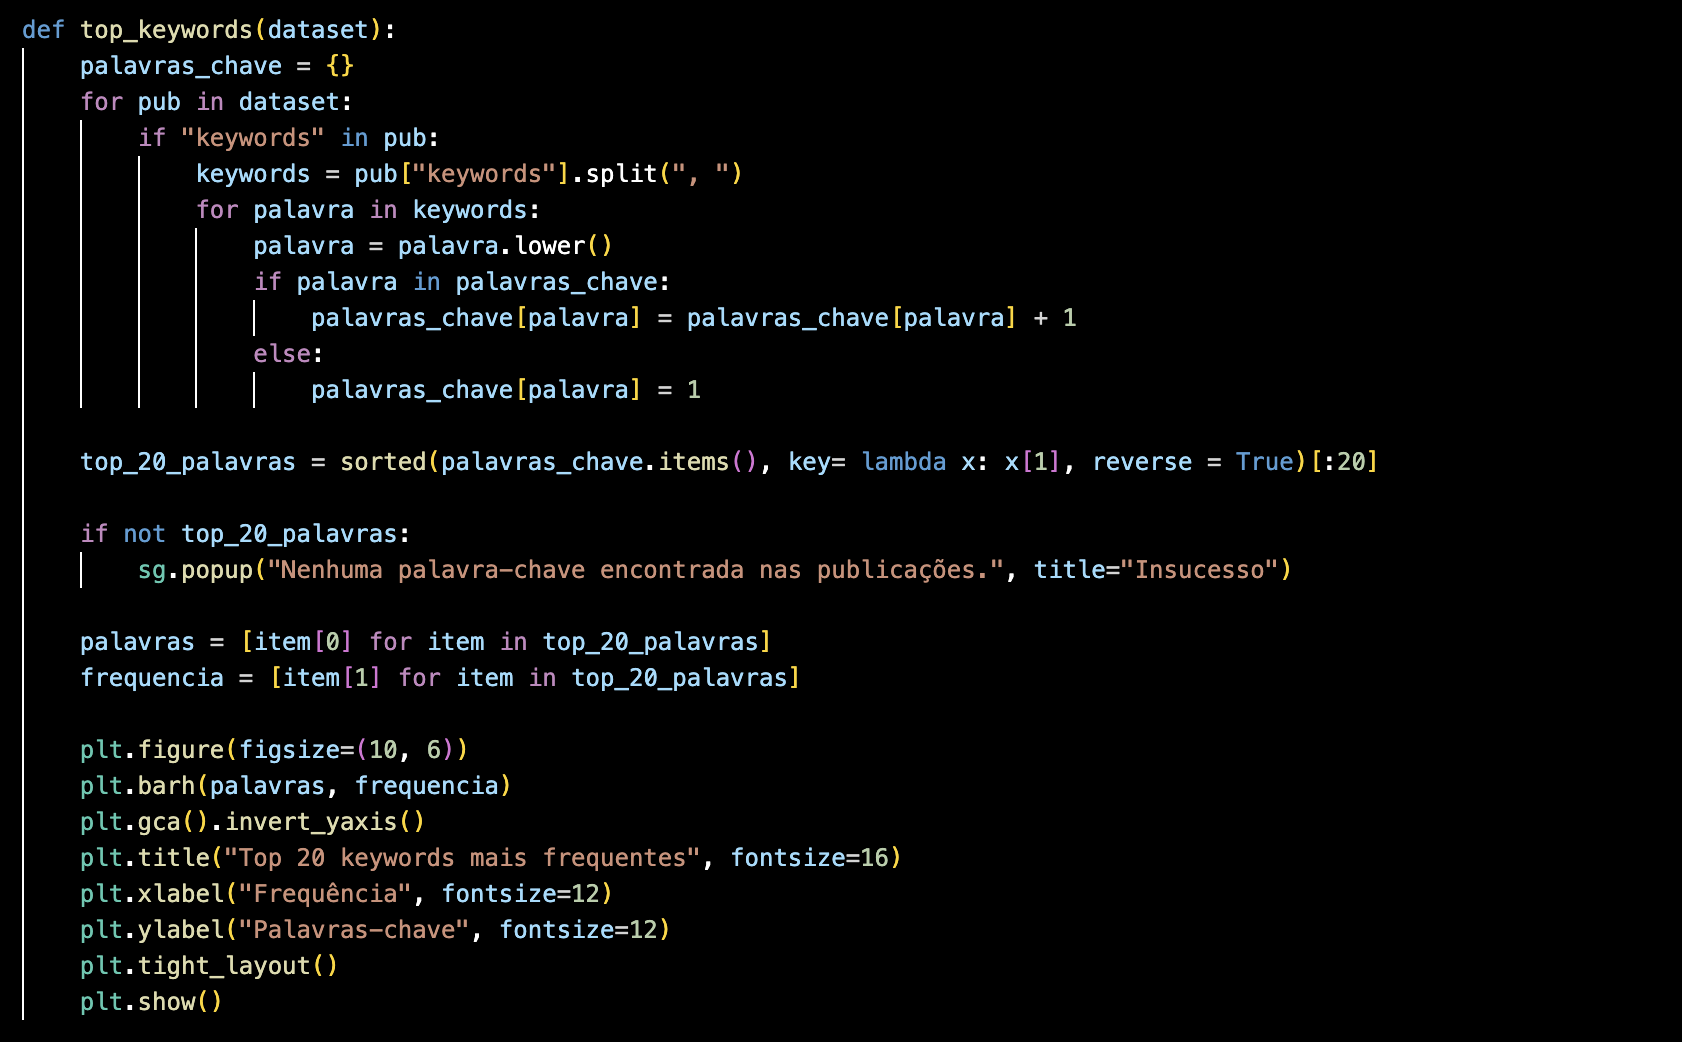 def top_keywords(dataset):
    palavras_chave = {}
    for pub in dataset:
        if "keywords" in pub:
            keywords = pub["keywords"].split(", ")
            for palavra in keywords:
                palavra = palavra.lower()
                if palavra in palavras_chave:
                    palavras_chave[palavra] = palavras_chave[palavra] + 1
                else:
                    palavras_chave[palavra] = 1

    top_20_palavras = sorted(palavras_chave.items(), key= lambda x: x[1], reverse = True)[:20]

    if not top_20_palavras:
        sg.popup("Nenhuma palavra-chave encontrada nas publicações.", title="Insucesso")

    palavras = [item[0] for item in top_20_palavras]
    frequencia = [item[1] for item in top_20_palavras]

    plt.figure(figsize=(10, 6))
    plt.barh(palavras, frequencia)
    plt.gca().invert_yaxis()
    plt.title("Top 20 keywords mais frequentes", fontsize=16)
    plt.xlabel("Frequência", fontsize=12)
    plt.ylabel("Palavras-chave", fontsize=12)
    plt.tight_layout()
    plt.show()